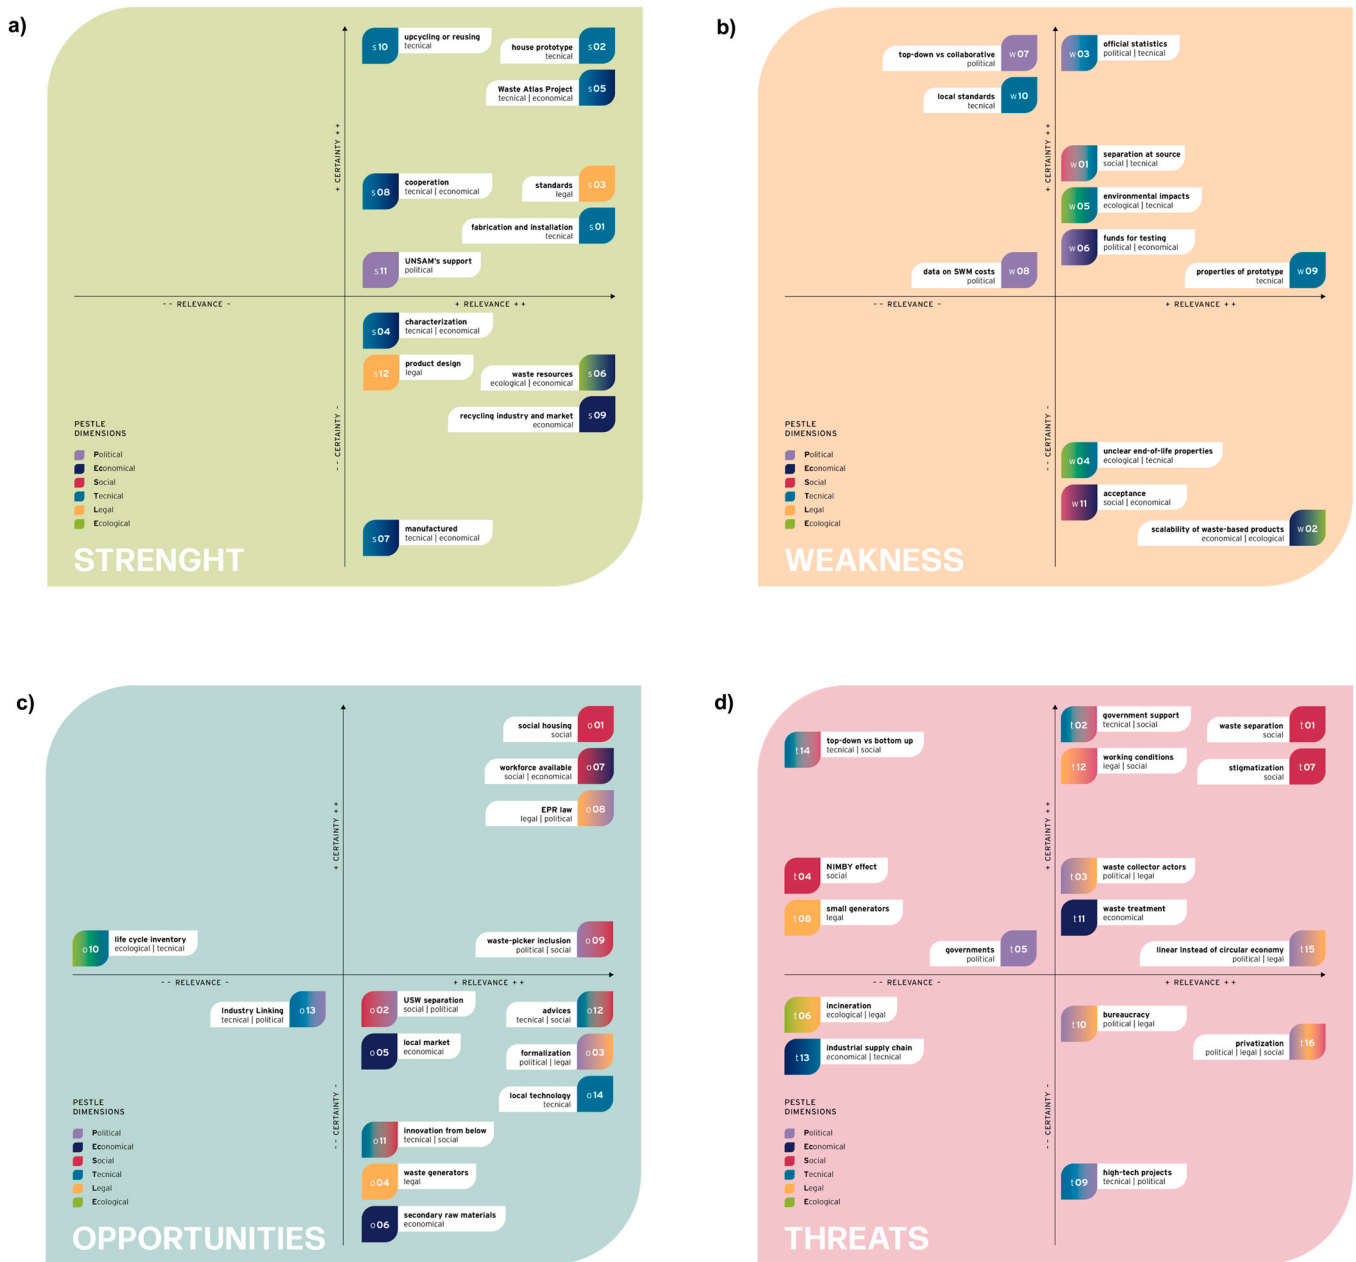 a)
s10
upcycling or reusing
tecnical
house prototype
tecnical
s02
Waste Atlas Project
tecnical | economical
s05
+ CERTAINTY ++
s08
cooperation
tecnical | economical
standards
legal
s03
fabrication and installation
tecnical
s01
s11
UNSAM's support
political
-- RELEVANCE -
+ RELEVANCE ++
s04
characterization
tecnical | economical
s12
product design
legal
waste resources
ecological | economical
s06
recycling industry and market
economical
s09
-- CERTAINTY -
PESTLE
DIMENSIONS
Political
Economical
Social
Tecnical
Legal
Ecological
s07
manufactured
tecnical | economical
STRENGHT
b)
top-down vs collaborative
political
w07
w03
official statistics
political | tecnical
local standards
tecnical
w10
+ CERTAINTY ++
w01
separation at source
social | tecnical
w05
environmental impacts
ecological | tecnical
w06
funds for testing
political | economical
data on SWM costs
political
w08
properties of prototype
tecnical
w09
-- RELEVANCE -
+ RELEVANCE ++
-- CERTAINTY -
PESTLE
DIMENSIONS
Political
Economical
Social
Tecnical
Legal
Ecological
w04
unclear end-of-life properties
ecological | tecnical
w11
acceptance
social | economical
scalability of waste-based products
economical | ecological
w02
WEAKNESS
c)
social housing
social
o01
workforce available
social | economical
o07
EPR law
legal | political
o08
+ CERTAINTY ++
o10
life cycle inventory
ecological | tecnical
waste-picker inclusion
political | social
o09
-- RELEVANCE -
+ RELEVANCE ++
Industry Linking
tecnical | political
o13
o02
USW separation
social | political
advices
tecnical | social
o12
o05
local market
economical
formalization
political | legal
o03
local technology
tecnical
o14
-- CERTAINTY -
PESTLE
DIMENSIONS
Political
Economical
Social
Tecnical
Legal
Ecological
o11
innovation from below
tecnical | social
o04
waste generators
legal
o06
secondary raw materials
economical
OPPORTUNITIES
d)
t14
top-down vs bottom up
tecnical | social
t02
government support
tecnical | social
waste separation
social
t01
t12
working conditions
legal | social
stigmatization
social
t07
+ CERTAINTY ++
t04
NIMBY effect
social
t03
waste collector actors
political | legal
t08
small generators
legal
t11
waste treatment
economical
governments
political
t05
linear instead of circular economy
political | legal
t15
-- RELEVANCE -
+ RELEVANCE ++
t06
incineration
ecological | legal
t10
bureaucracy
political | legal
t13
industrial supply chain
economical | tecnical
privatization
political | legal | social
t16
-- CERTAINTY -
PESTLE
DIMENSIONS
Political
Economical
Social
Tecnical
Legal
Ecological
t09
high-tech projects
tecnical | political
THREATS